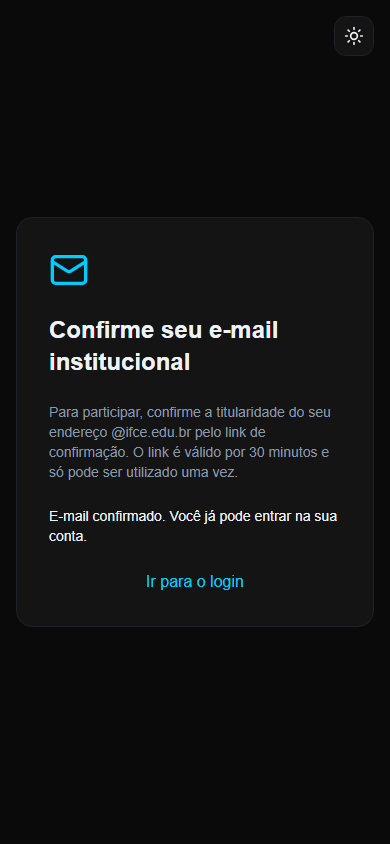 Confirme seu e-mail
institucional
Para participar, confirme a titularidade do seu
endereço @ifce.edu.br pelo link de
confirmação. O link é válido por 30 minutos e
só pode ser utilizado uma vez.
E-mail confirmado. Você já pode entrar na sua
conta.
Ir para o login